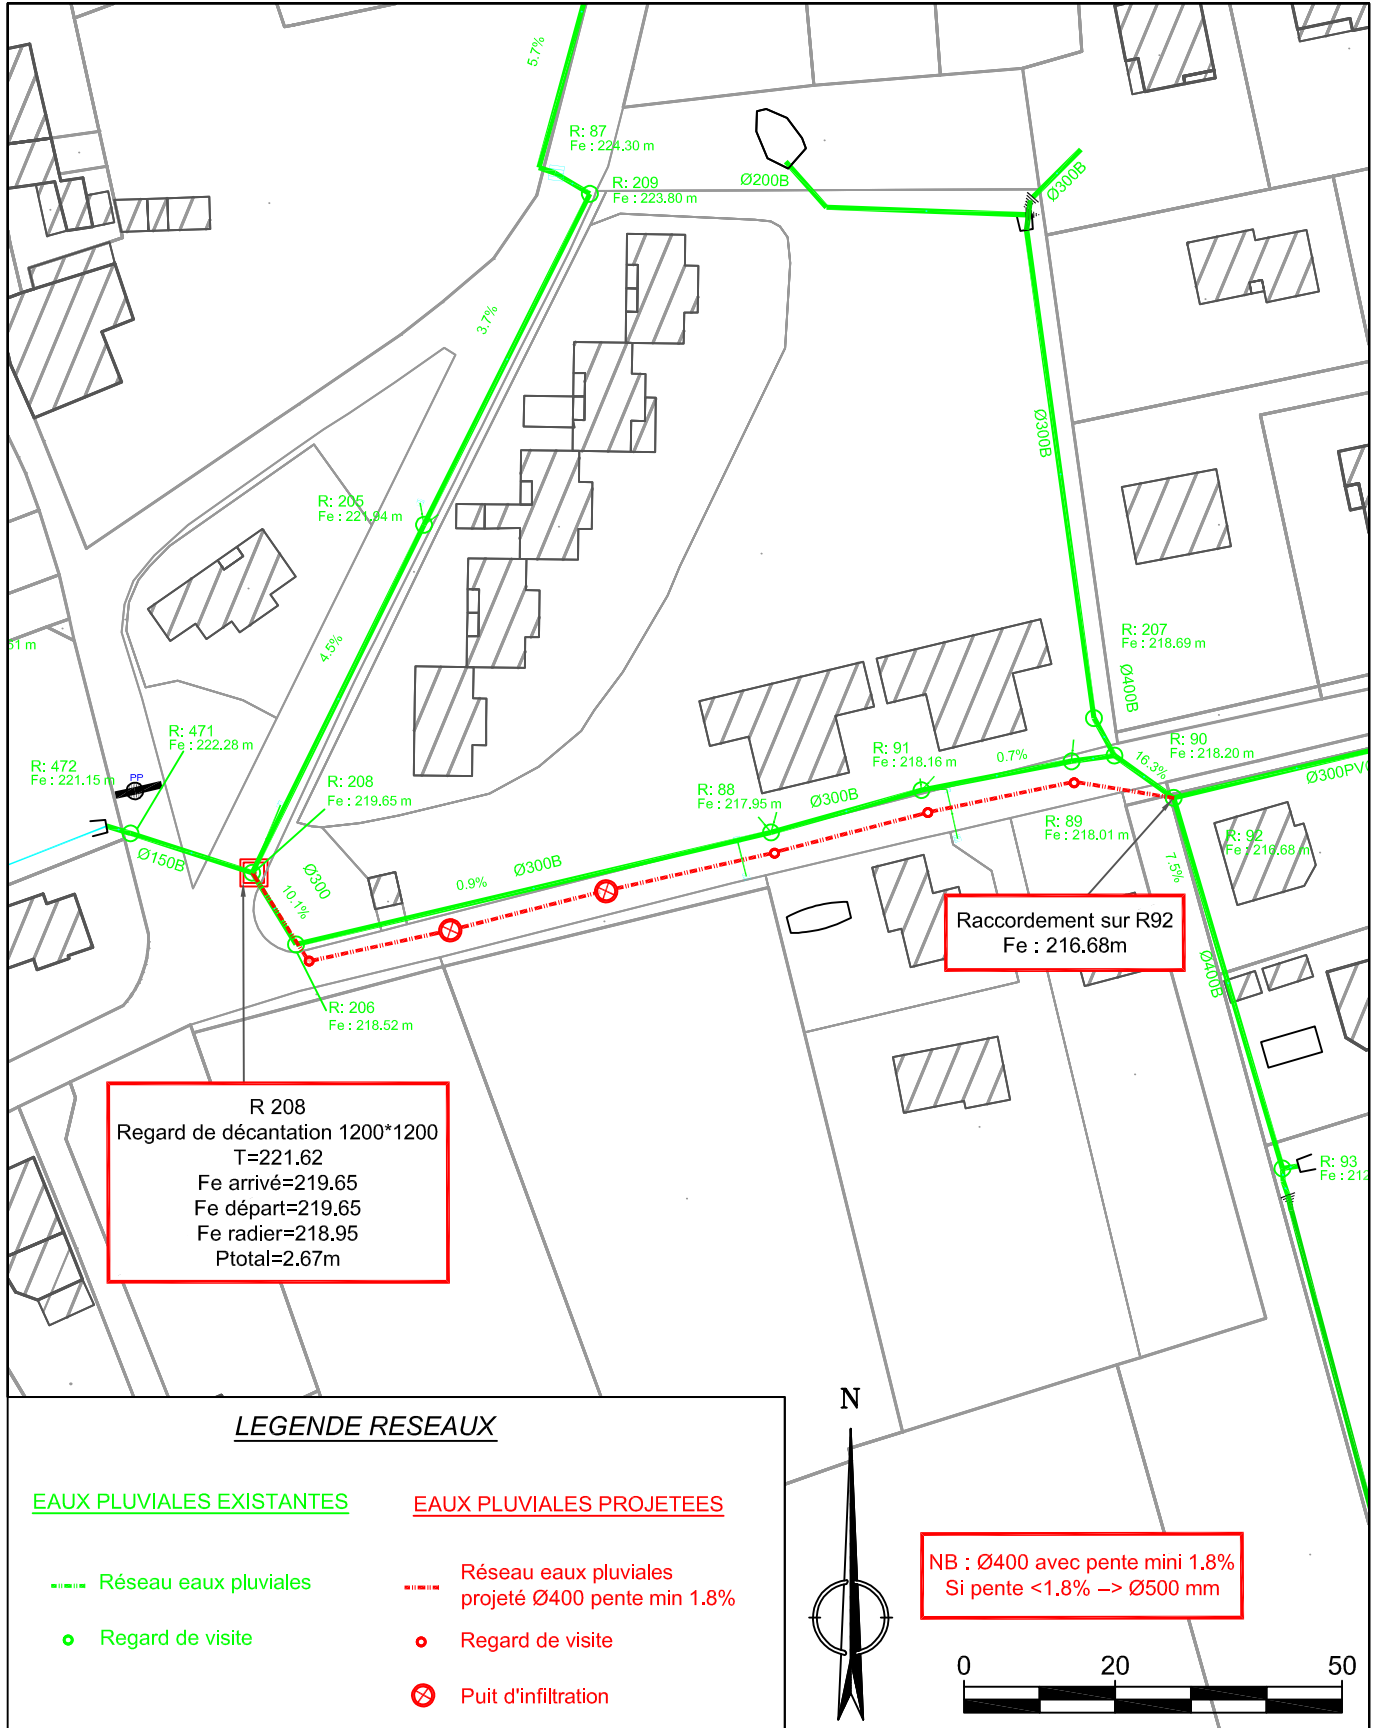 5.7%
R: 87
Fe : 224.30 m
R: 209
Fe : 223.80 m
Ø200B
Ø300B
3.7%
Ø300B
R: 205
Fe : 221.94 m
4.5%
51 m
R: 207
Fe : 218.69 m
Ø400B
R: 471
Fe : 222.28 m
R: 472
Fe : 221.15 m
PP
R: 208
Fe : 219.65 m
R: 91
Fe : 218.16 m
0.7%
R: 90
Fe : 218.20 m
16.3%
Ø300PV
R: 88
Fe : 217.95 m
Ø300B
R: 89
Fe : 218.01 m
R: 92
Fe : 216.68 m
7.5%
Ø150B
Ø300
10.1%
0.9%
Ø300B
Raccordement sur R92
Fe : 216.68m
Ø400B
R: 206
Fe : 218.52 m
R 208
Regard de décantation 1200*1200
T=221.62
Fe arrivé=219.65
Fe départ=219.65
Fe radier=218.95
Ptotal=2.67m
R: 93
Fe : 212
LEGENDE RESEAUX
EAUX PLUVIALES EXISTANTES
Réseau eaux pluviales
Regard de visite
EAUX PLUVIALES PROJETEES
Réseau eaux pluviales
projeté Ø400 pente min 1.8%
Regard de visite
Puit d'infiltration
N
NB : Ø400 avec pente mini 1.8%
Si pente <1.8% –> Ø500 mm
0 20 50